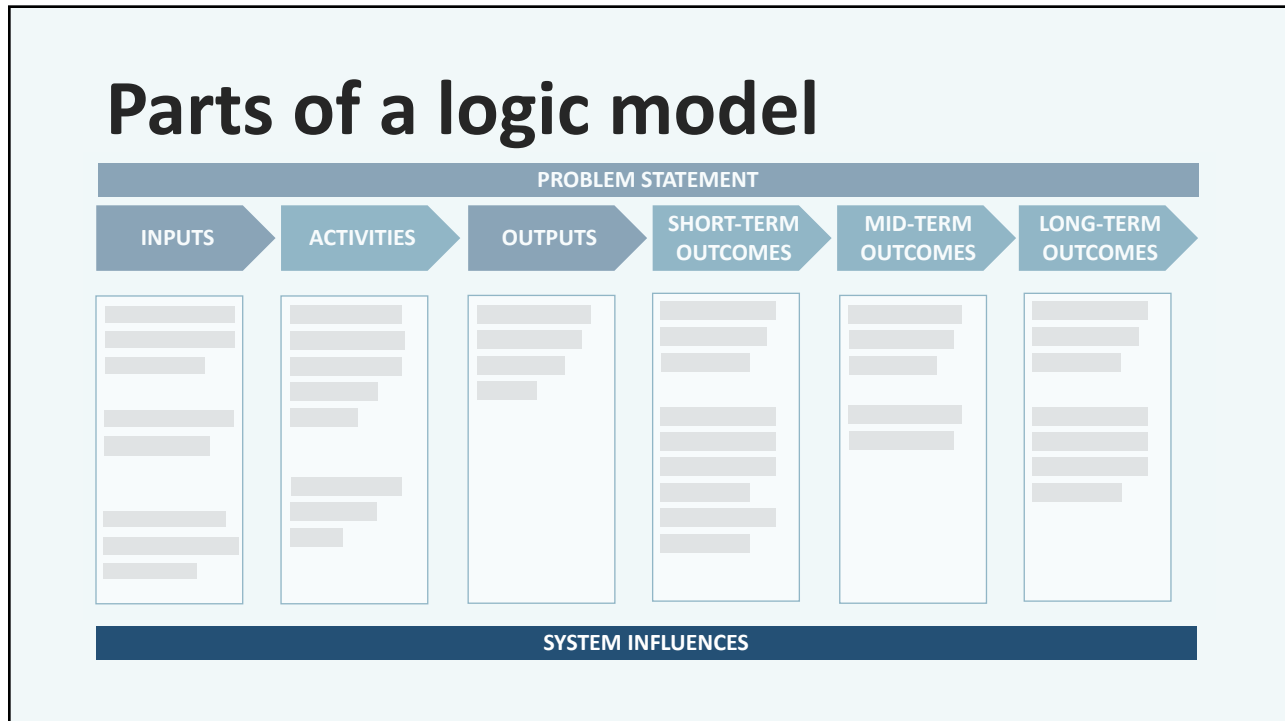 Parts of a logic model
PROBLEM STATEMENT
INPUTS
ACTIVITIES
OUTPUTS
SHORT-TERM
OUTCOMES
MID-TERM
OUTCOMES
LONG-TERM
OUTCOMES
SYSTEM INFLUENCES